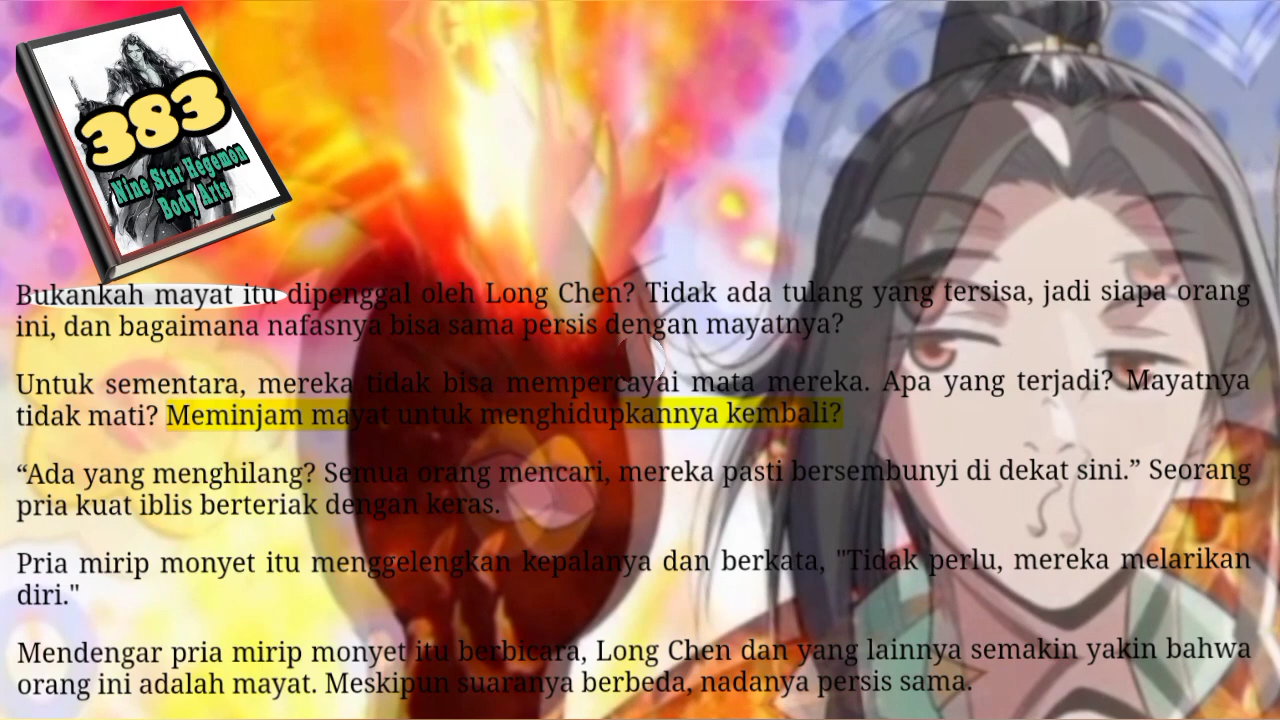 383
Nine Star Hegemon
Body Arts
Bukankah mayat itu dipenggal oleh Long Chen? Tidak ada tulang yang tersisa, jadi siapa orang
ini, dan bagaimana nafasnya bisa sama persis dengan mayatnya?
Untuk sementara, mereka tidak bisa mempercayai mata mereka. Apa yang terjadi? Mayatnya
tidak mati? Meminjam mayat untuk menghidupkannya kembali?
“Ada yang menghilang? Semua orang mencari, mereka pasti bersembunyi di dekat sini.” Seorang
pria kuat iblis berteriak dengan keras.
Pria mirip monyet itu menggelengkan kepalanya dan berkata, "Tidak perlu, mereka melarikan
diri."
Mendengar pria mirip monyet itu berbicara, Long Chen dan yang lainnya semakin yakin bahwa
orang ini adalah mayat. Meskipun suaranya berbeda, nadanya persis sama.